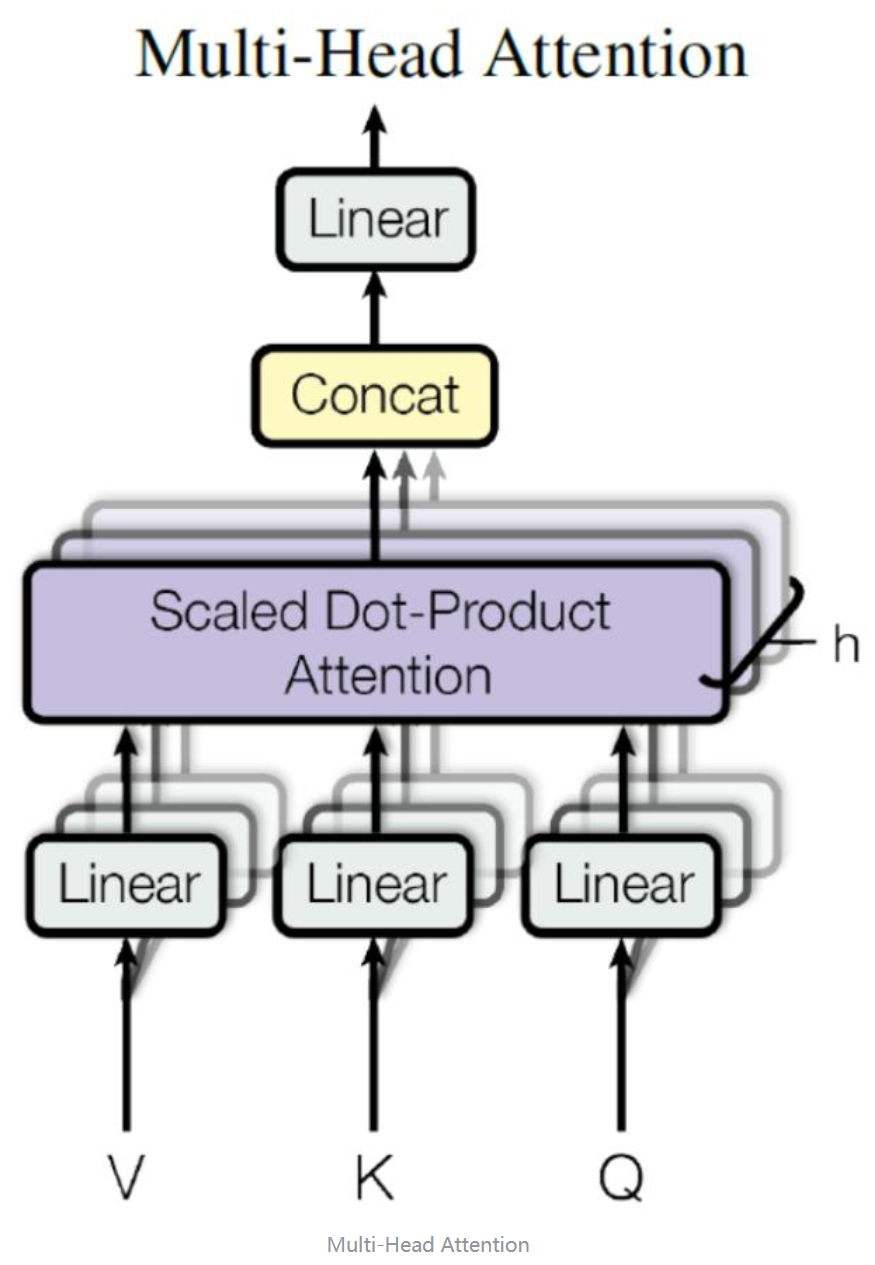 Multi-Head Attention
Linear
Concat
Scaled Dot-Product
Attention
h
Linear Linear Linear
V K Q
Multi-Head Attention